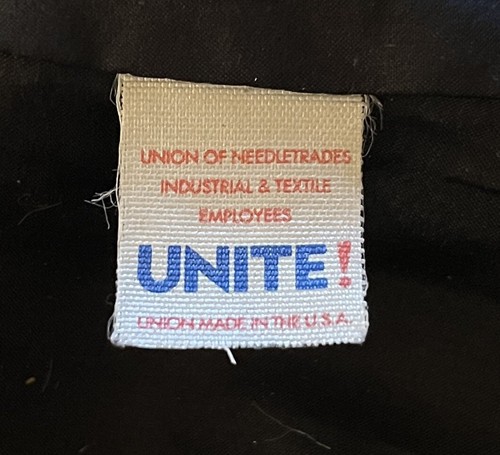 UNION OF NEEDLETRADES
INDUSTRIAL & TEXTILE
EMPLOYEES
UNITE!
UNION MADE IN THE U.S.A.